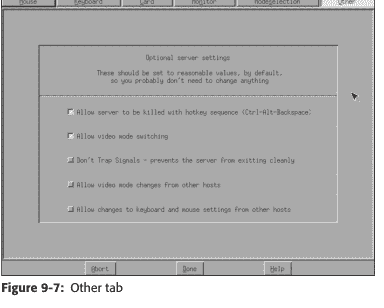 Mouse Keyboard Card Monitor Modeselection Other
Optional server settings
These should be set to reasonable values, by default,
so you probably don't need to change anything
Allow server to be killed with hotkey sequence (Ctrl-Alt-Backspace)
Allow video mode switching
Don't Trap Signals - prevents the server from exitting cleanly
Allow video mode changes from other hosts
Allow changes to keyboard and mouse settings from other hosts
Abort Done Help
Figure 9-7: Other tab